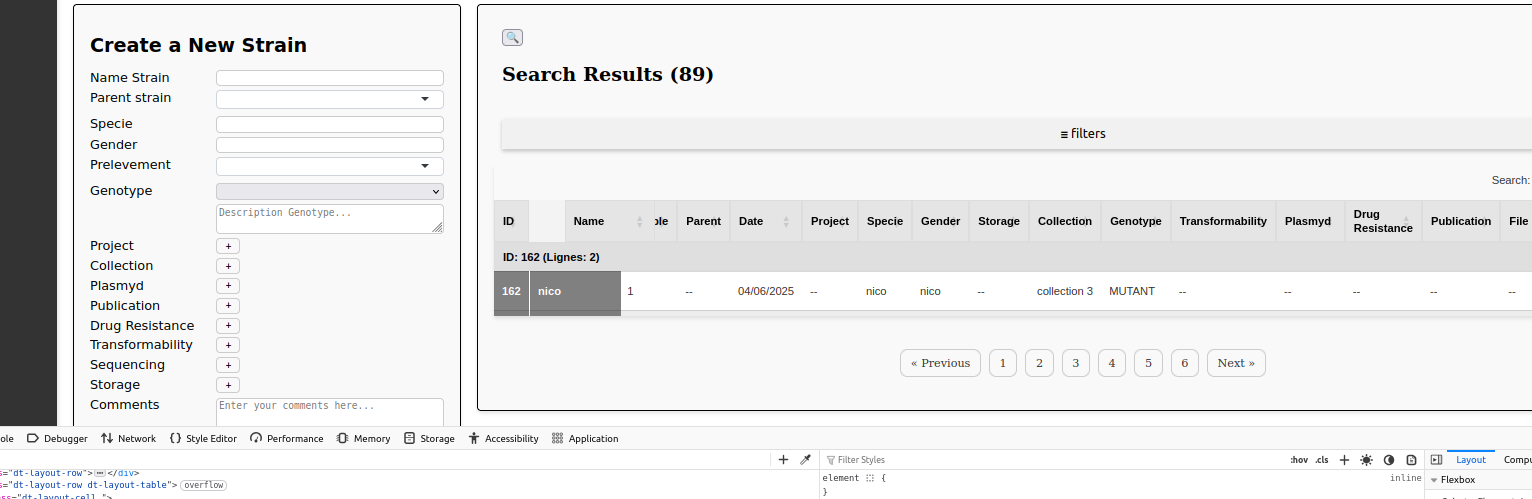 Create a New Strain
Name Strain
Parent strain
Specie
Gender
Prelevement
Genotype
Description Genotype...
Project +
Collection +
Plasmyd +
Publication +
Drug Resistance +
Transformability +
Sequencing +
Storage +
Comments
Enter your comments here...
Search Results (89)
≡ filters
Search:
ID Name ple Parent Date Project Specie Gender Storage Collection Genotype Transformability Plasmyd Drug Resistance Publication File
ID: 162 (Lignes: 2)
162 nico 1 -- 04/06/2025 -- nico nico -- collection 3 MUTANT -- -- -- -- --
« Previous 1 2 3 4 5 6 Next »
ole Debugger Network {} Style Editor Performance Memory Storage Accessibility Application
+ Filter Styles :hov .cls + Layout Compu
s="dt-layout-row">⋯</div>
s="dt-layout-row dt-layout-table"> overflow
ss="dt-layout-cell ">
element { inline
}
Flexbox